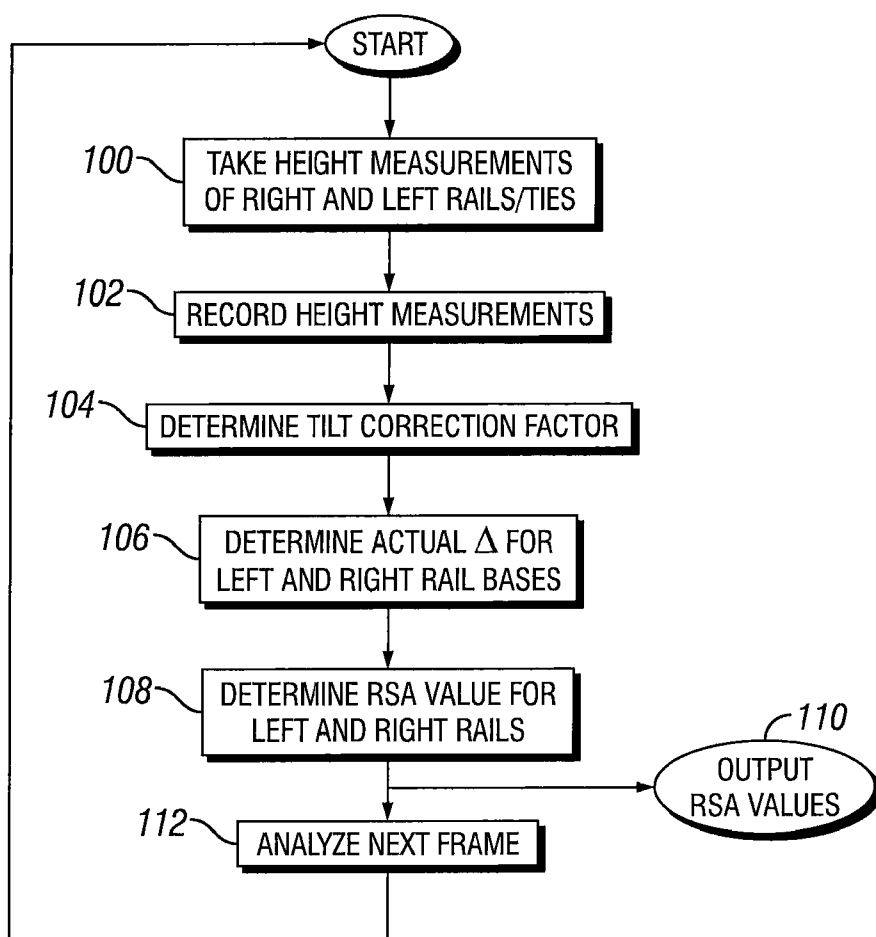 START
100
TAKE HEIGHT MEASUREMENTS
OF RIGHT AND LEFT RAILS/TIES
102
RECORD HEIGHT MEASUREMENTS
104
DETERMINE TILT CORRECTION FACTOR
106
DETERMINE ACTUAL Δ FOR
LEFT AND RIGHT RAIL BASES
108
DETERMINE RSA VALUE FOR
LEFT AND RIGHT RAILS
110
OUTPUT
RSA VALUES
112
ANALYZE NEXT FRAME